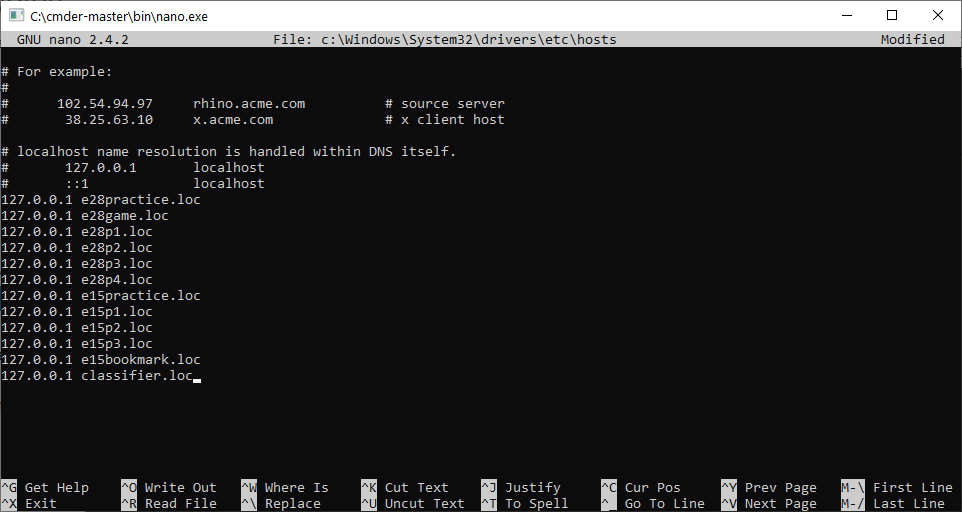 C:\cmder-master\bin\nano.exe
GNU nano 2.4.2 File: c:\Windows\System32\drivers\etc\hosts Modified
# For example:
#
# 102.54.94.97 rhino.acme.com # source server
# 38.25.63.10 x.acme.com # x client host
# localhost name resolution is handled within DNS itself.
# 127.0.0.1 localhost
# ::1 localhost
127.0.0.1 e28practice.loc
127.0.0.1 e28game.loc
127.0.0.1 e28p1.loc
127.0.0.1 e28p2.loc
127.0.0.1 e28p3.loc
127.0.0.1 e28p4.loc
127.0.0.1 e15practice.loc
127.0.0.1 e15p1.loc
127.0.0.1 e15p2.loc
127.0.0.1 e15p3.loc
127.0.0.1 e15bookmark.loc
127.0.0.1 classifier.loc
^G Get Help ^O Write Out ^W Where Is ^K Cut Text ^J Justify ^C Cur Pos ^Y Prev Page M-\ First Line
^X Exit ^R Read File ^\ Replace ^U Uncut Text ^T To Spell ^_ Go To Line ^V Next Page M-/ Last Line